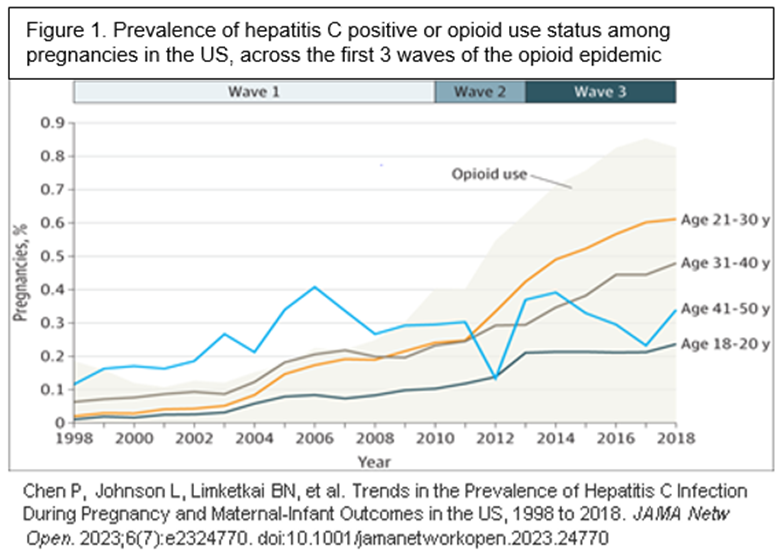 Figure 1. Prevalence of hepatitis C positive or opioid use status among
pregnancies in the US, across the first 3 waves of the opioid epidemic
Wave 1 Wave 2 Wave 3
0.9
0.8
Opioid use
0.7
Age 21-30 y
0.6
0.5
Age 31-40 y
0.4
Age 41-50 y
0.3
Age 18-20 y
0.2
0.1
0
Pregnancies, %
1998 2000 2002 2004 2006 2008 2010 2012 2014 2016 2018
Year
Chen P, Johnson L, Limketkai BN, et al. Trends in the Prevalence of Hepatitis C Infection
During Pregnancy and Maternal-Infant Outcomes in the US, 1998 to 2018. JAMA Netw
Open. 2023;6(7):e2324770. doi:10.1001/jamanetworkopen.2023.24770